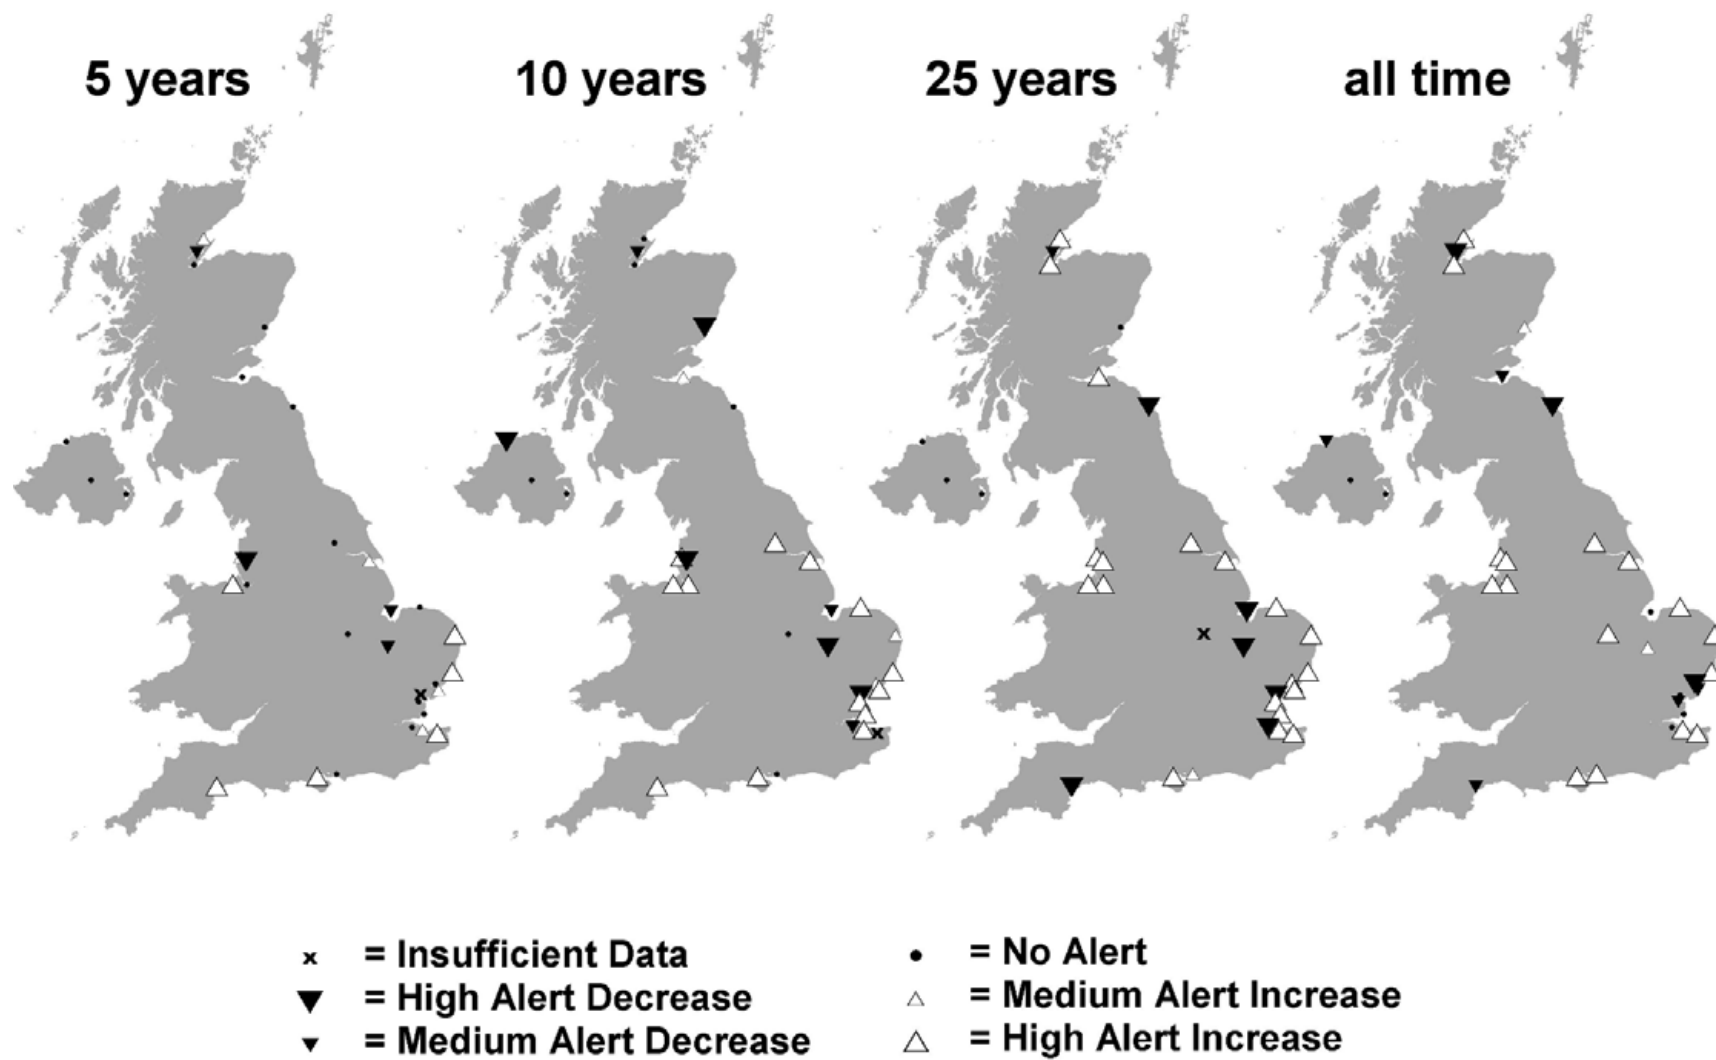 5 years
10 years
25 years
all time
x = Insufficient Data
= High Alert Decrease
= Medium Alert Decrease
= No Alert
= Medium Alert Increase
= High Alert Increase